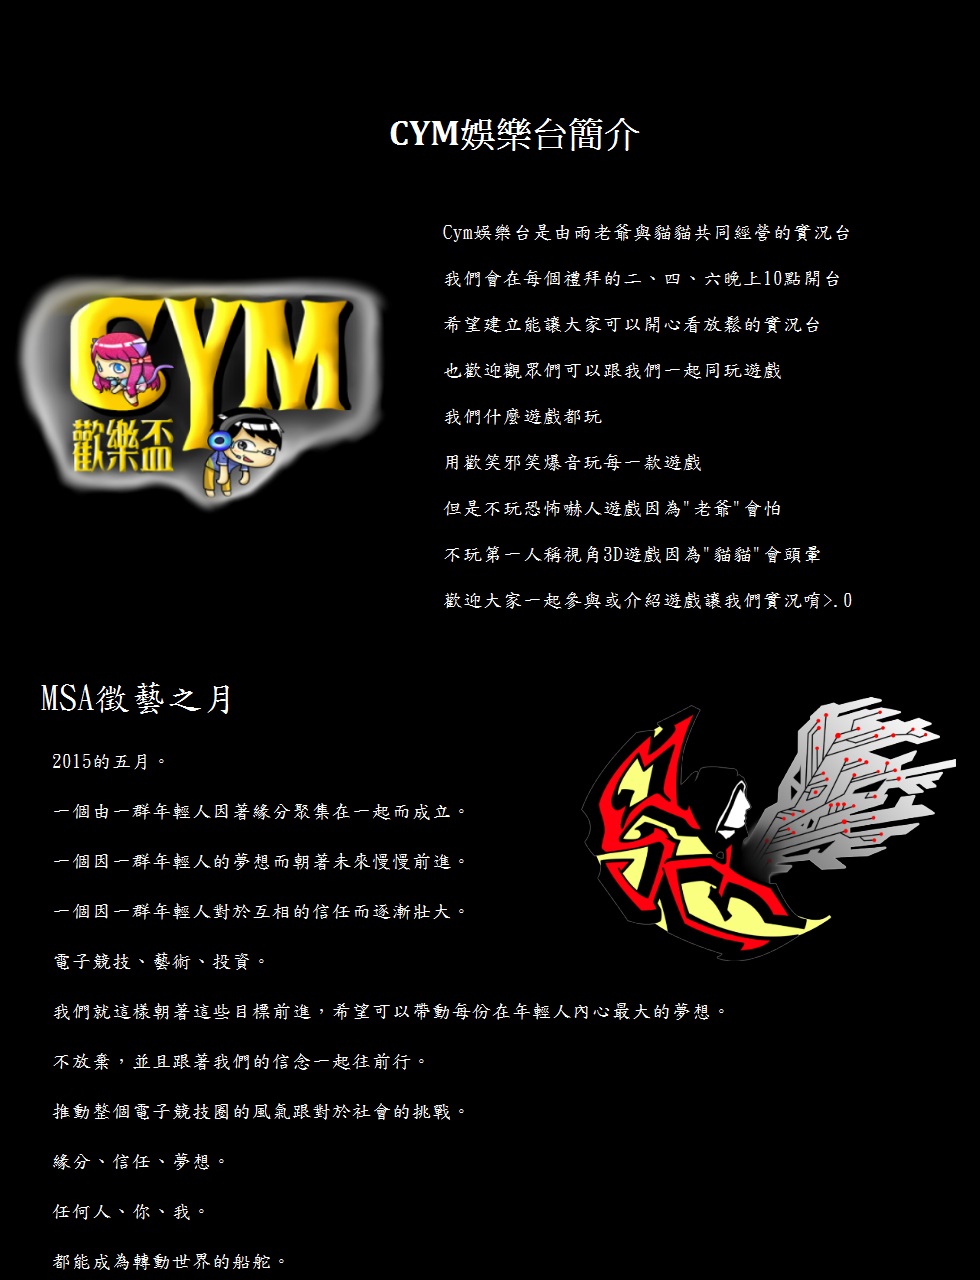 CYM娛樂台簡介
Cym娛樂台是由雨老爺與貓貓共同經營的實況台
我們會在每個禮拜的二、四、六晚上10點開台
希望建立能讓大家可以開心看放鬆的實況台
也歡迎觀眾們可以跟我們一起同玩遊戲
我們什麼遊戲都玩
用歡笑邪笑爆音玩每一款遊戲
但是不玩恐怖嚇人遊戲因為"老爺"會怕
不玩第一人稱視角3D遊戲因為"貓貓"會頭暈
歡迎大家一起參與或介紹遊戲讓我們實況唷>.0
CYM
歡樂盃
MSA徵藝之月
2015的五月。
一個由一群年輕人因著緣分聚集在一起而成立。
一個因一群年輕人的夢想而朝著未來慢慢前進。
一個因一群年輕人對於互相的信任而逐漸壯大。
電子競技、藝術、投資。
我們就這樣朝著這些目標前進，希望可以帶動每份在年輕人內心最大的夢想。
不放棄，並且跟著我們的信念一起往前行。
推動整個電子競技圈的風氣跟對於社會的挑戰。
緣分、信任、夢想。
任何人、你、我。
都能成為轉動世界的船舵。